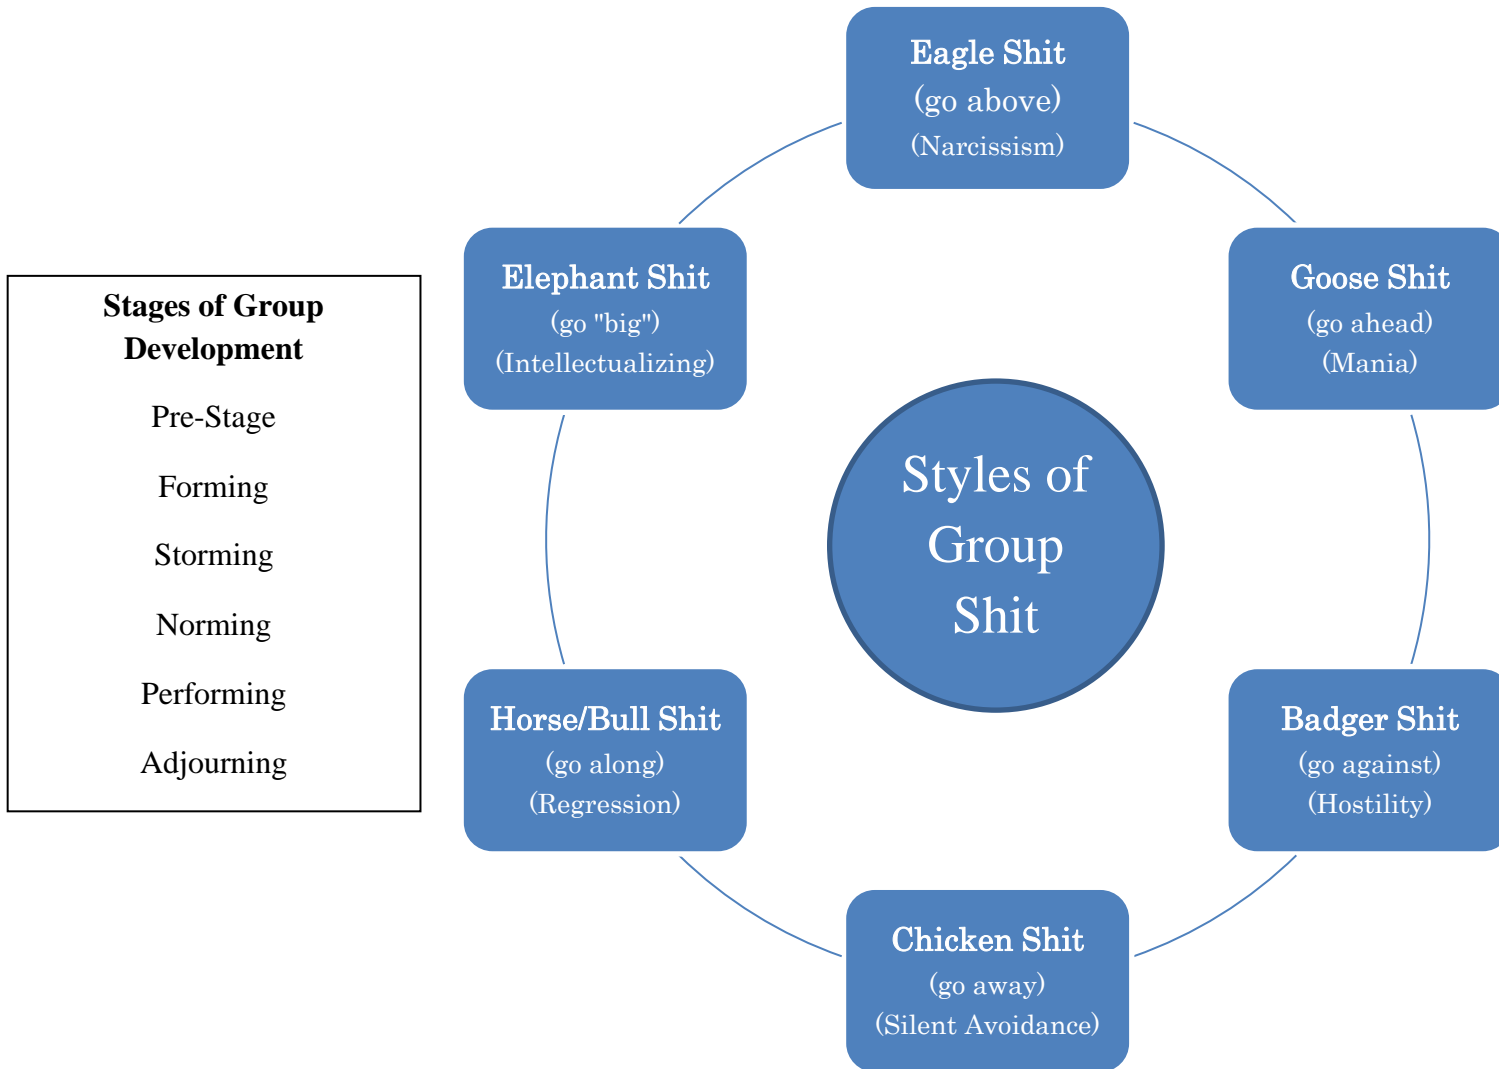 Stages of Group
Development
Pre-Stage
Forming
Storming
Norming
Performing
Adjourning
Eagle Shit
(go above)
(Narcissism)
Goose Shit
(go ahead)
(Mania)
Badger Shit
(go against)
(Hostility)
Chicken Shit
(go away)
(Silent Avoidance)
Horse/Bull Shit
(go along)
(Regression)
Elephant Shit
(go "big")
(Intellectualizing)
Styles of
Group
Shit